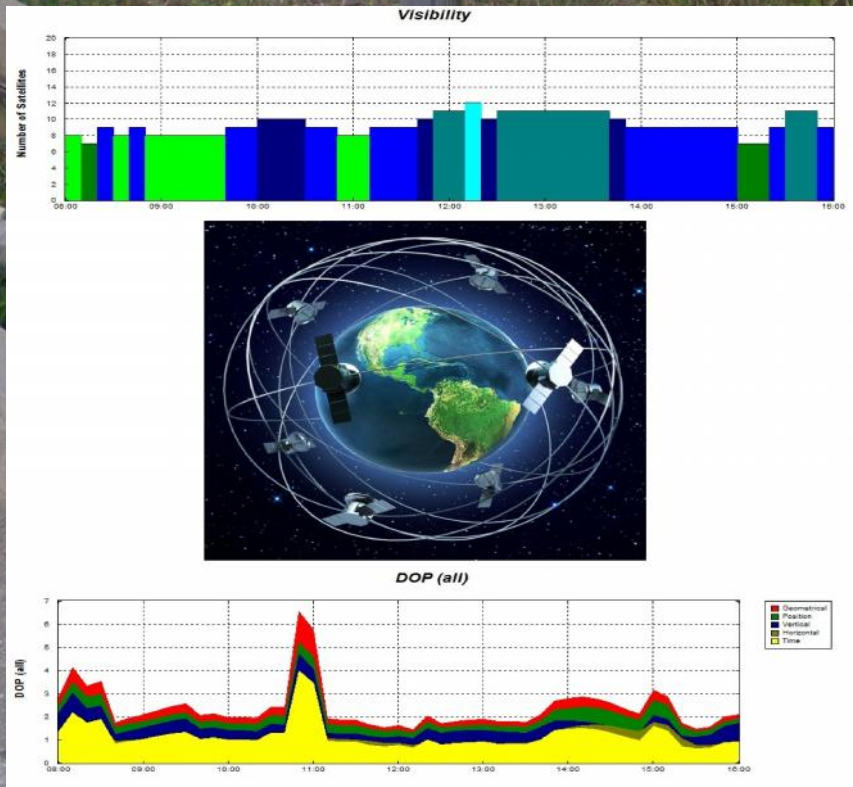 Visibility
Number of Satellites
20
18
16
14
12
10
8
6
4
2
0
08:00 09:00 10:00 11:00 12:00 13:00 14:00 15:00 16:00
DOP (all)
DOP (all)
7
6
5
4
3
2
1
0
08:00 09:00 10:00 11:00 12:00 13:00 14:00 15:00 16:00
Geometrical
Position
Vertical
Horizontal
Time